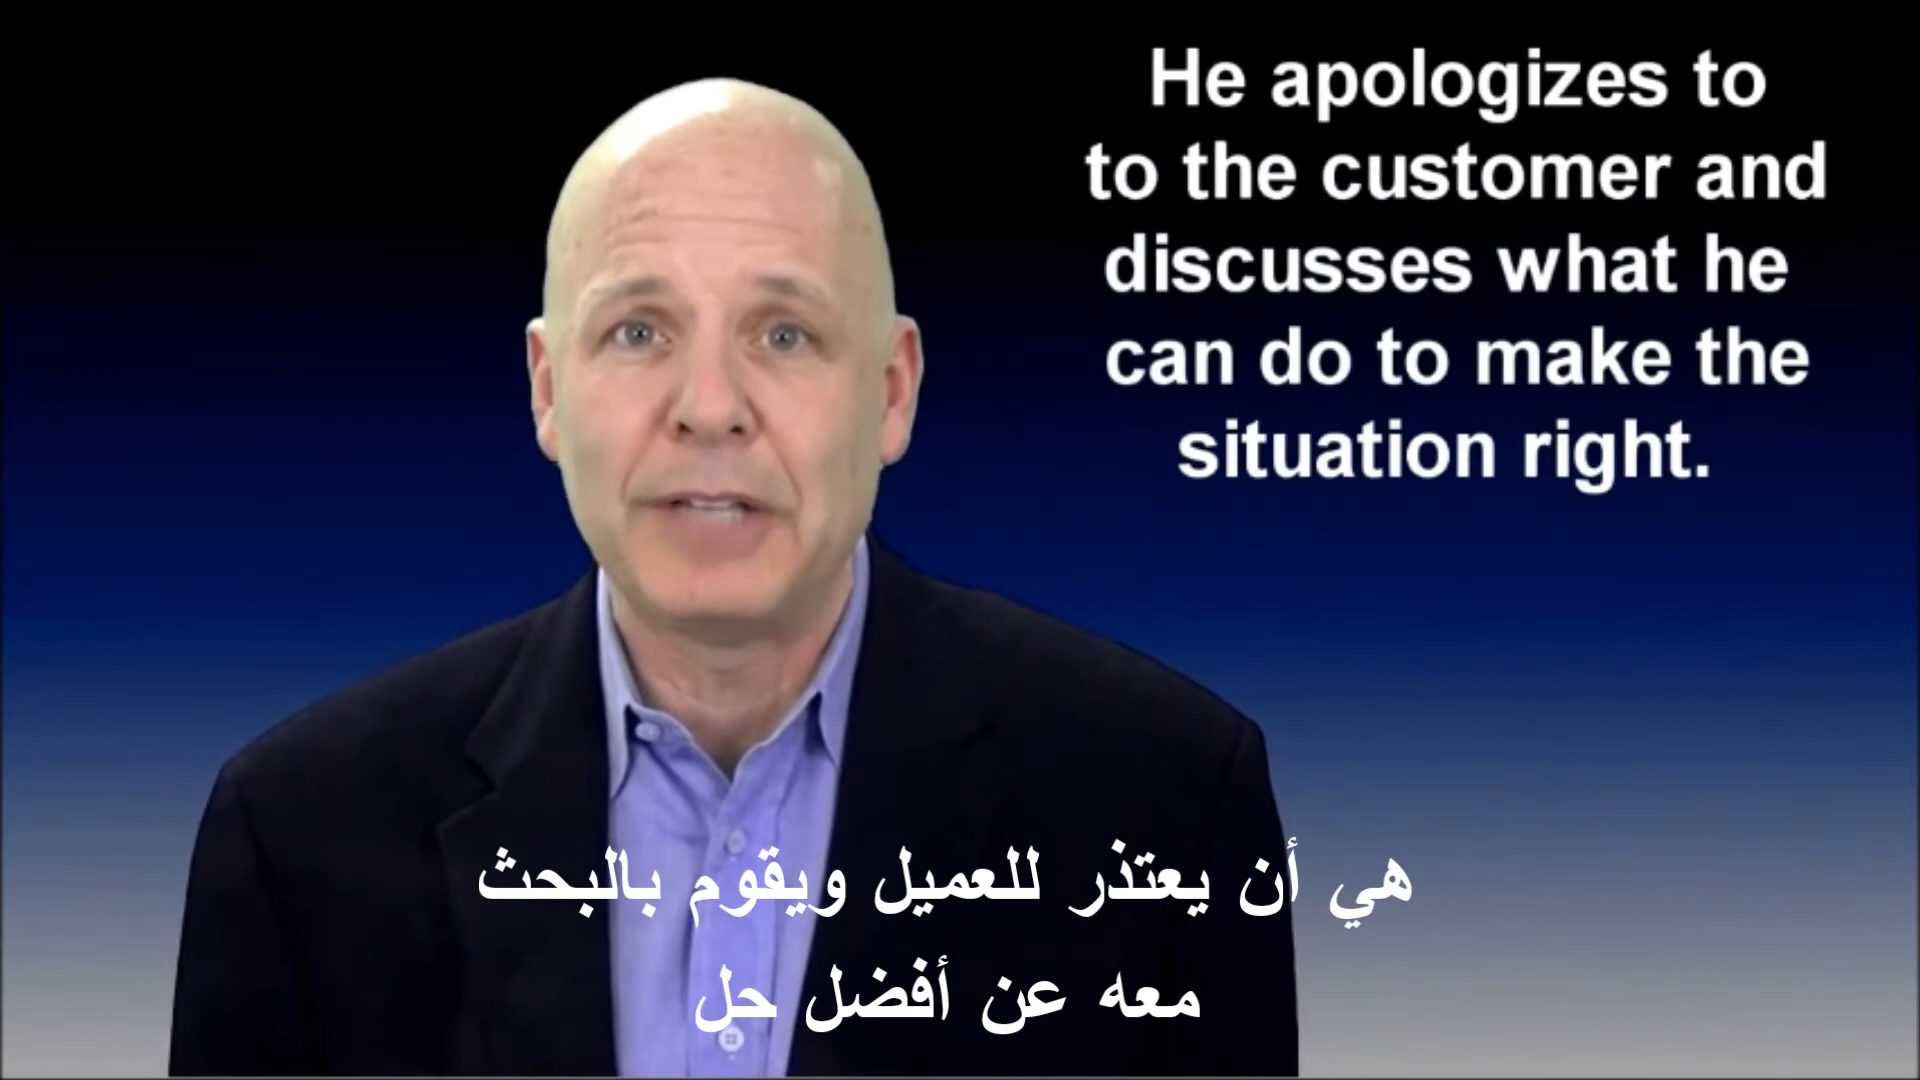 He apologizes to
to the customer and
discusses what he
can do to make the
situation right.
هي أن يعتذر للعميل ويقوم بالبحث
معه عن أفضل حل